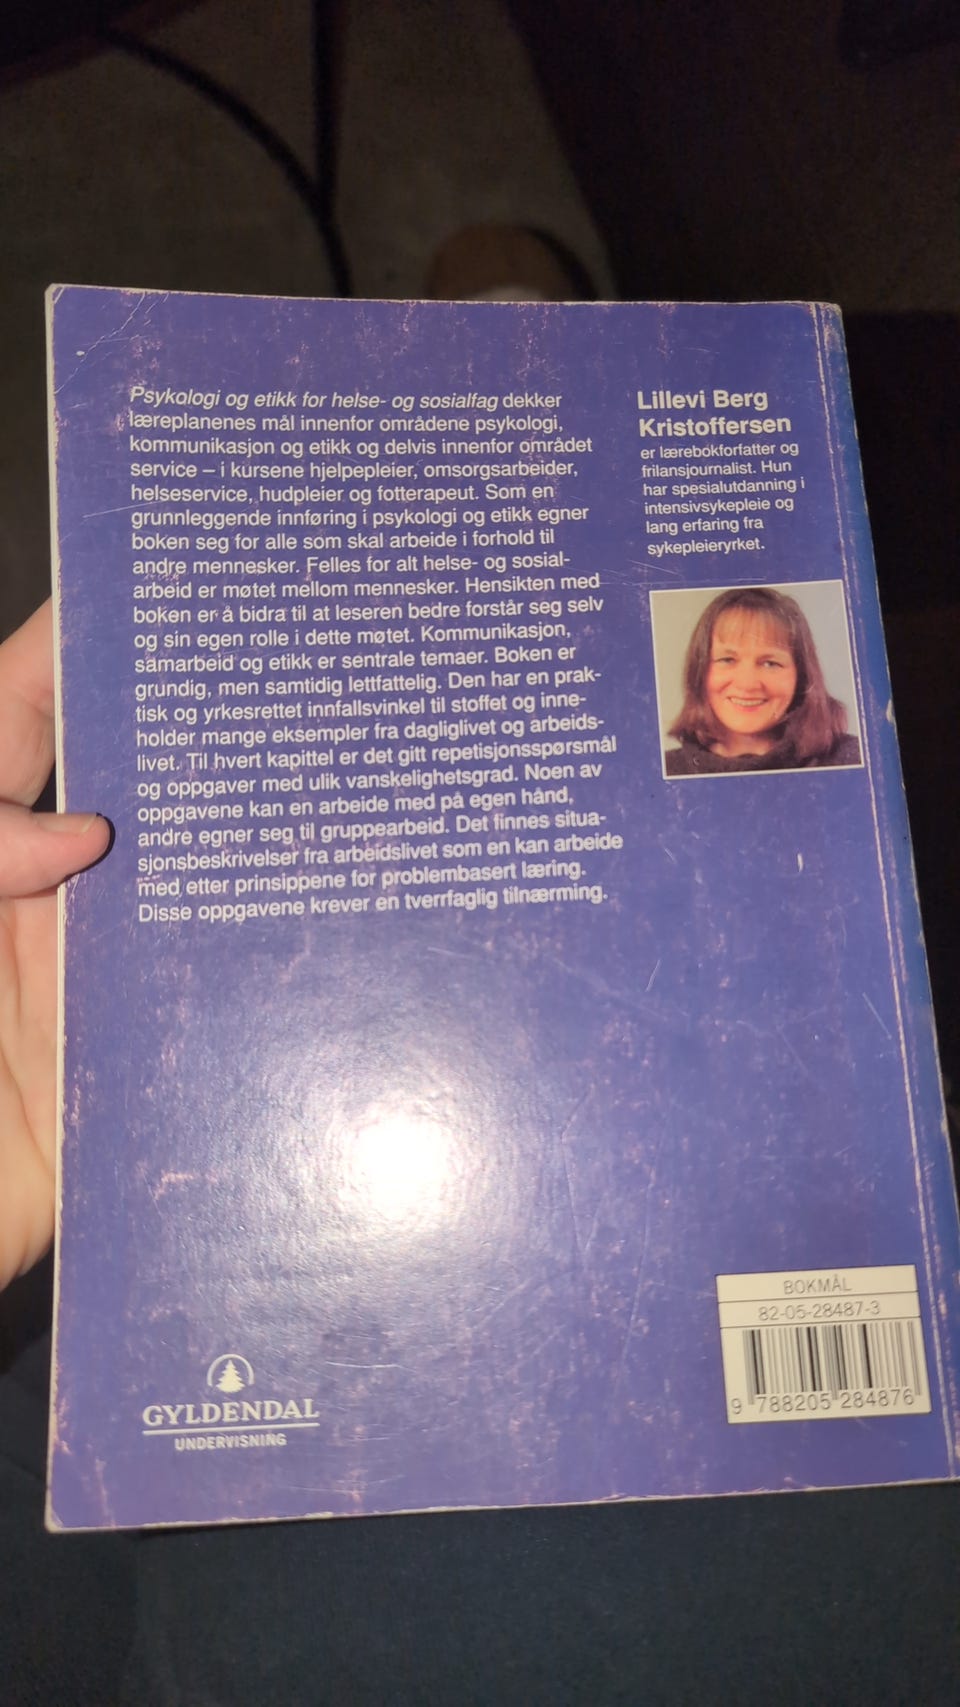 Psykologi og etikk for helse- og sosialfag dekker
læreplanenes mål innenfor områdene psykologi,
kommunikasjon og etikk og delvis innenfor området
service – i kursene hjelpepleier, omsorgsarbeider,
helseservice, hudpleier og fotterapeut. Som en
grunnleggende innføring i psykologi og etikk egner
boken seg for alle som skal arbeide i forhold til
andre mennesker. Felles for alt helse- og sosial-
arbeid er møtet mellom mennesker. Hensikten med
boken er å bidra til at leseren bedre forstår seg selv
og sin egen rolle i dette møtet. Kommunikasjon,
samarbeid og etikk er sentrale temaer. Boken er
grundig, men samtidig lettfattelig. Den har en prak-
tisk og yrkesrettet innfallsvinkel til stoffet og inne-
holder mange eksempler fra dagliglivet og arbeids-
livet. Til hvert kapittel er det gitt repetisjonsspørsmål
og oppgaver med ulik vanskelighetsgrad. Noen av
oppgavene kan en arbeide med på egen hånd,
andre egner seg til gruppearbeid. Det finnes situa-
sjonsbeskrivelser fra arbeidslivet som en kan arbeide
med etter prinsippene for problembasert læring.
Disse oppgavene krever en tverrfaglig tilnærming.
Lillevi Berg
Kristoffersen
er lærebokforfatter og
frilansjournalist. Hun
har spesialutdanning i
intensivsykepleie og
lang erfaring fra
sykepleieryrket.
GYLDENDAL
UNDERVISNING
BOKMÅL
82-05-28487-3
9 788205 284876